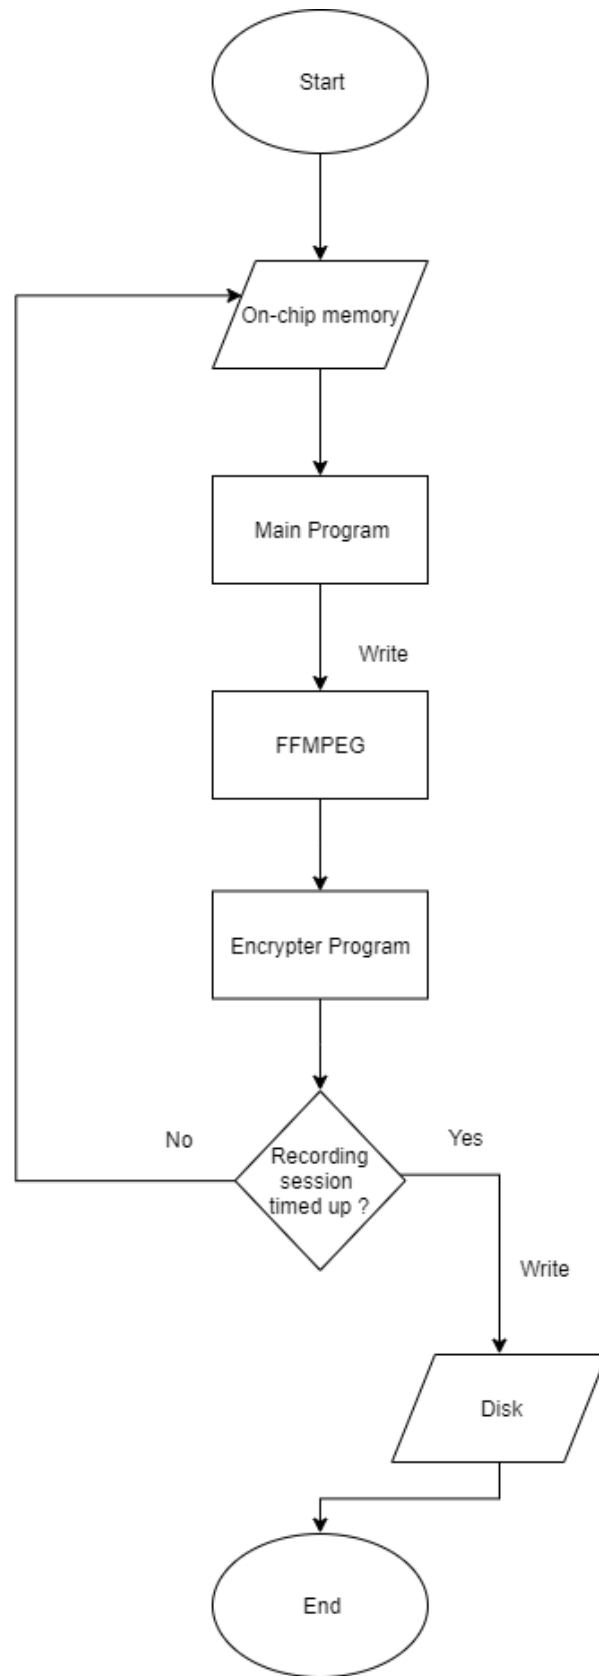 Start
On-chip memory
Main Program
Write
FFMPEG
Encrypter Program
No
Recording
session
timed up ?
Yes
Write
Disk
End